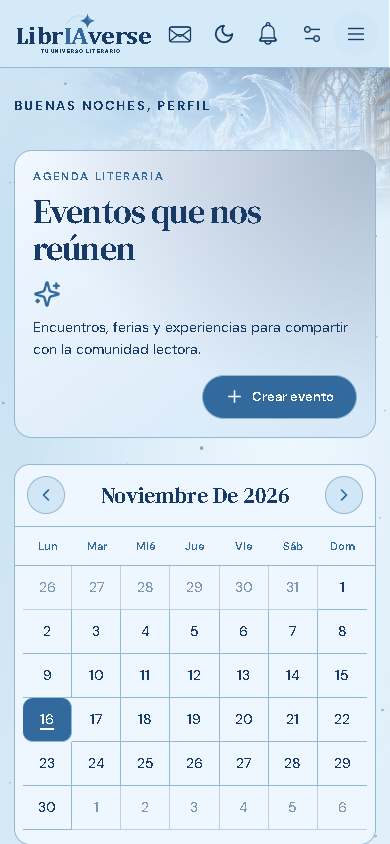 LibrIAverse
TU UNIVERSO LITERARIO
BUENAS NOCHES, PERFIL
AGENDA LITERARIA
Eventos que nos
reúnen
Encuentros, ferias y experiencias para compartir
con la comunidad lectora.
Crear evento
Noviembre De 2026
Lun Mar Mié Jue Vie Sáb Dom
26 27 28 29 30 31 1
2 3 4 5 6 7 8
9 10 11 12 13 14 15
16 17 18 19 20 21 22
23 24 25 26 27 28 29
30 1 2 3 4 5 6